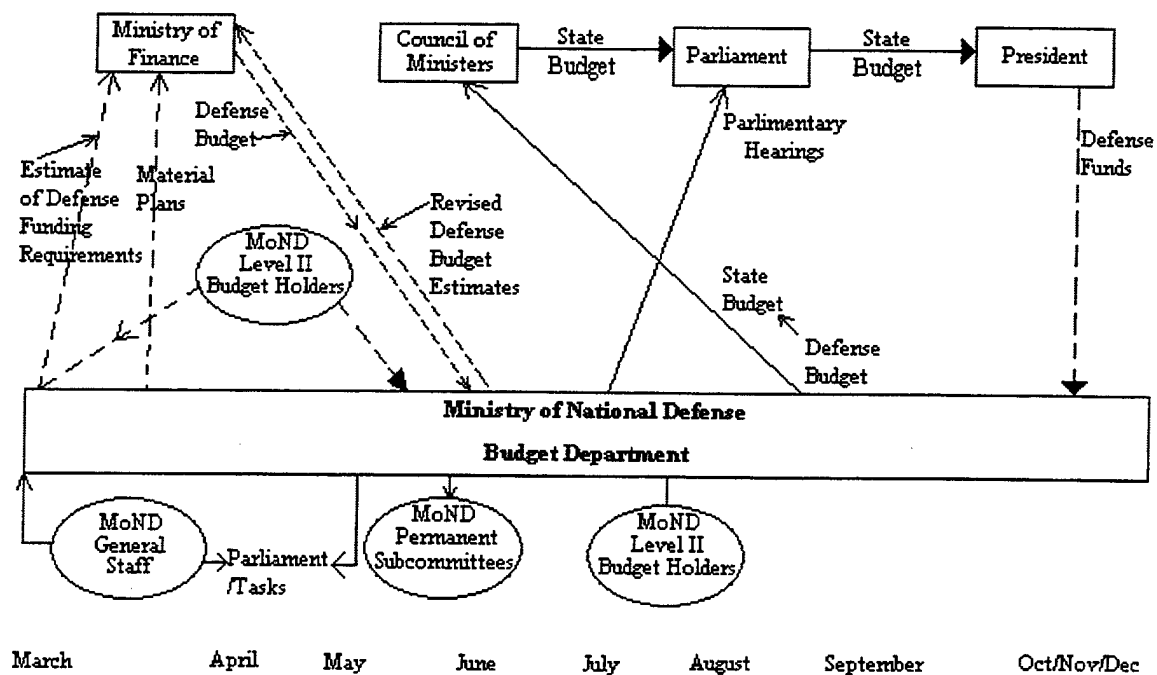 Ministry of
Finance
Council of
Ministers
State
Budget
Parliament
State
Budget
President
Defense
Budget
Parlimentary
Hearings
Defense
Funds
Estimate
of Defense
Funding
Requirements
Material
Plans
Revised
Defense
Budget
Estimates
MoND
Level II
Budget Holders
State
Budget
Defense
Budget
Ministry of National Defense
Budget Department
MoND
General
Staff
Parliament
/Tasks
MoND
Permanent
Subcommittees
MoND
Level II
Budget Holders
March April May June July August September Oct/Nov/Dec